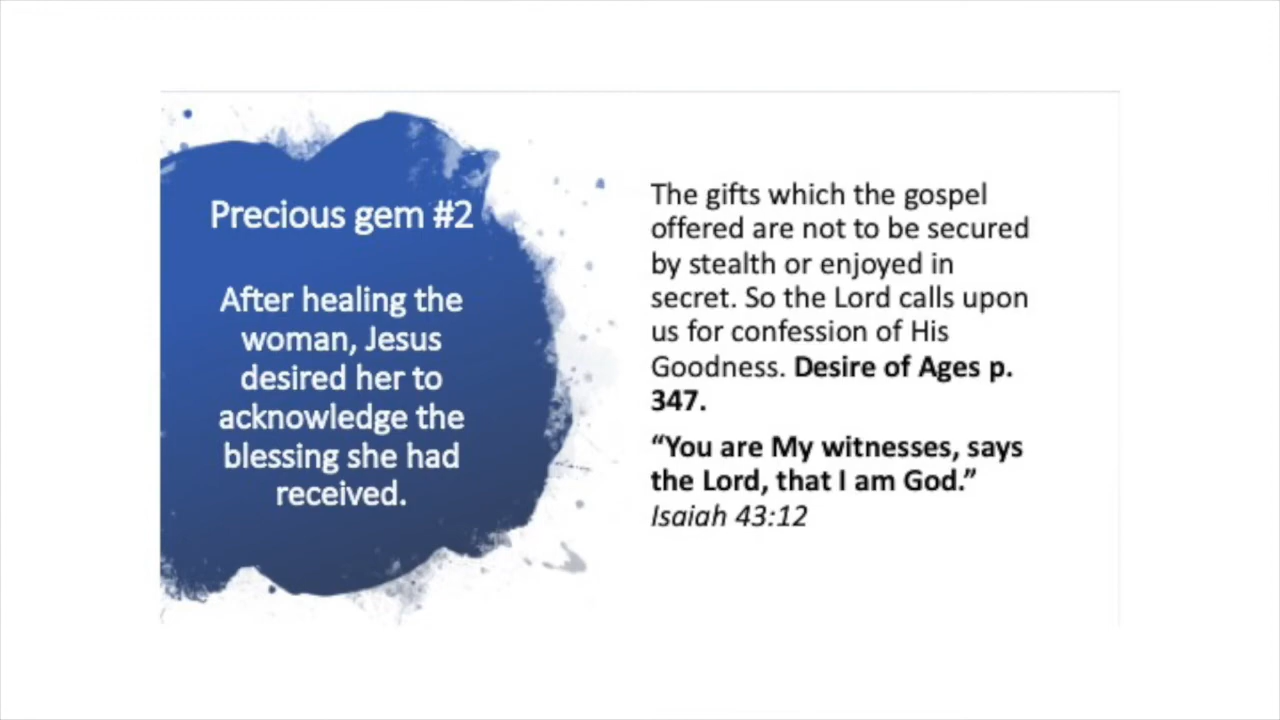 Precious gem #2
After healing the
woman, Jesus
desired her to
acknowledge the
blessing she had
received.
The gifts which the gospel
offered are not to be secured
by stealth or enjoyed in
secret. So the Lord calls upon
us for confession of His
Goodness. Desire of Ages p.
347.
“You are My witnesses, says
the Lord, that I am God.”
Isaiah 43:12